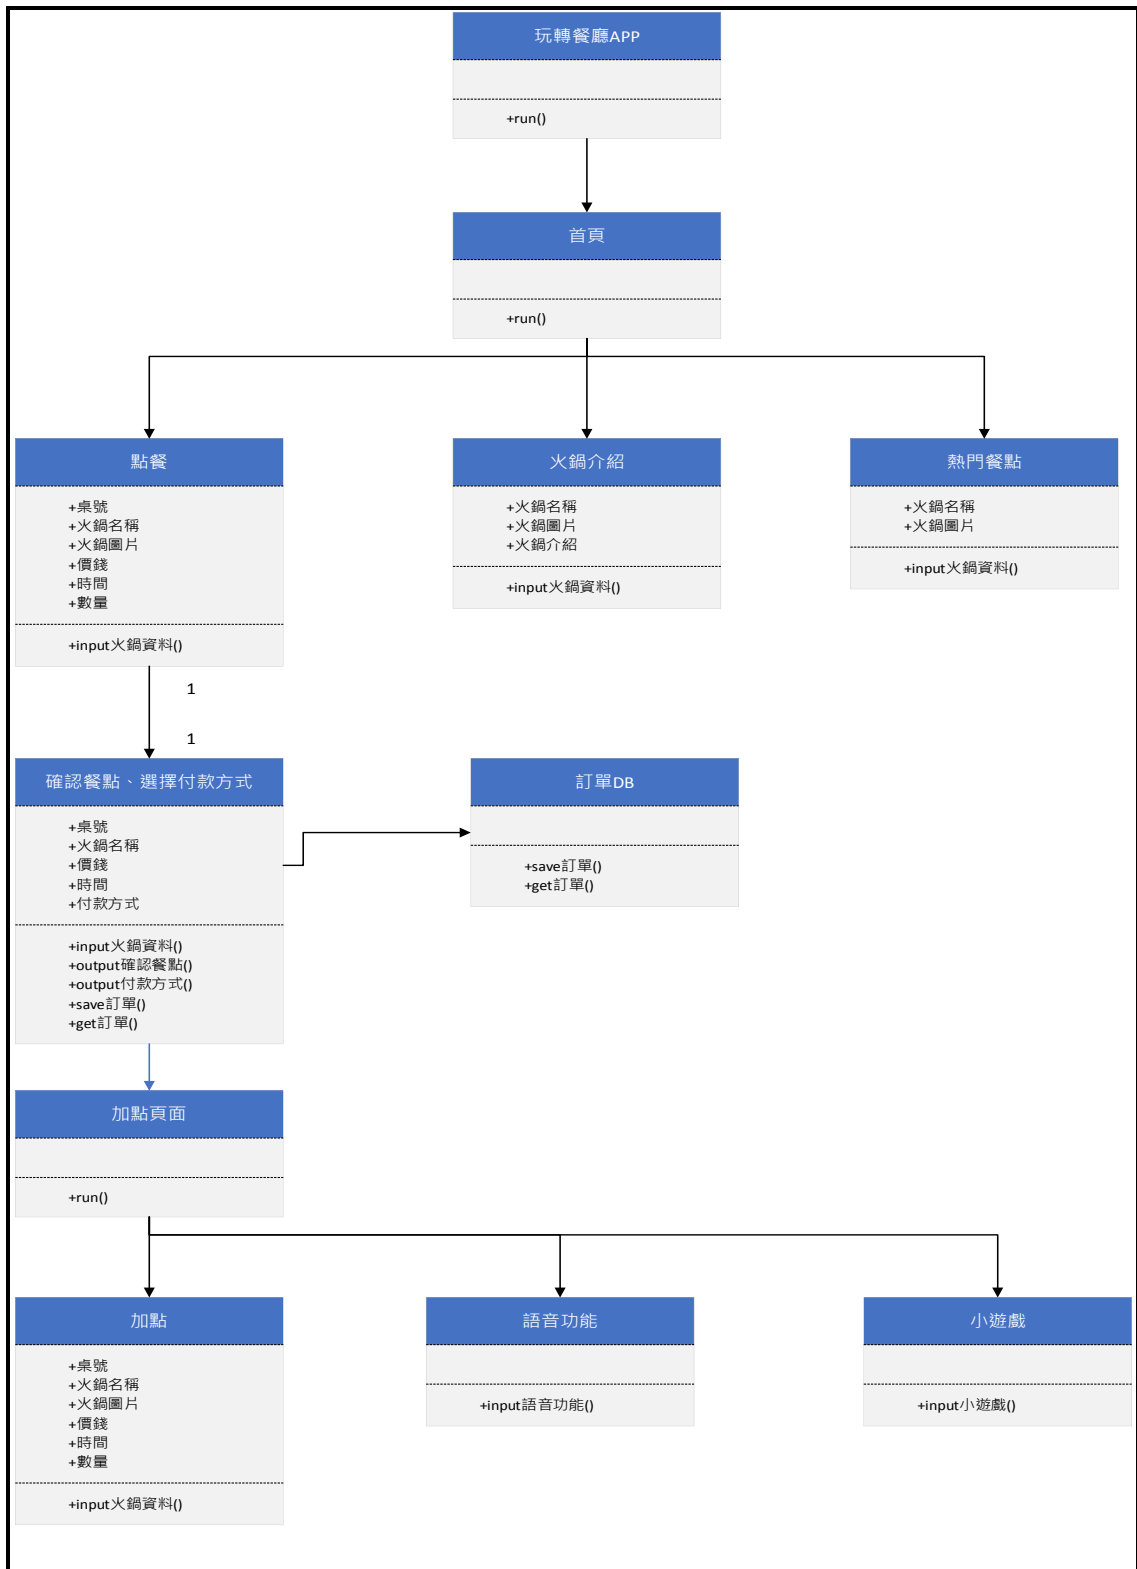 玩轉餐廳APP
+run()
首頁
+run()
點餐
+桌號
+火鍋名稱
+火鍋圖片
+價錢
+時間
+數量
+input火鍋資料()
火鍋介紹
+火鍋名稱
+火鍋圖片
+火鍋介紹
+input火鍋資料()
熱門餐點
+火鍋名稱
+火鍋圖片
+input火鍋資料()
1
1
確認餐點、選擇付款方式
+桌號
+火鍋名稱
+價錢
+時間
+付款方式
+input火鍋資料()
+output確認餐點()
+output付款方式()
+save訂單()
+get訂單()
訂單DB
+save訂單()
+get訂單()
加點頁面
+run()
加點
+桌號
+火鍋名稱
+火鍋圖片
+價錢
+時間
+數量
+input火鍋資料()
語音功能
+input語音功能()
小遊戲
+input小遊戲()